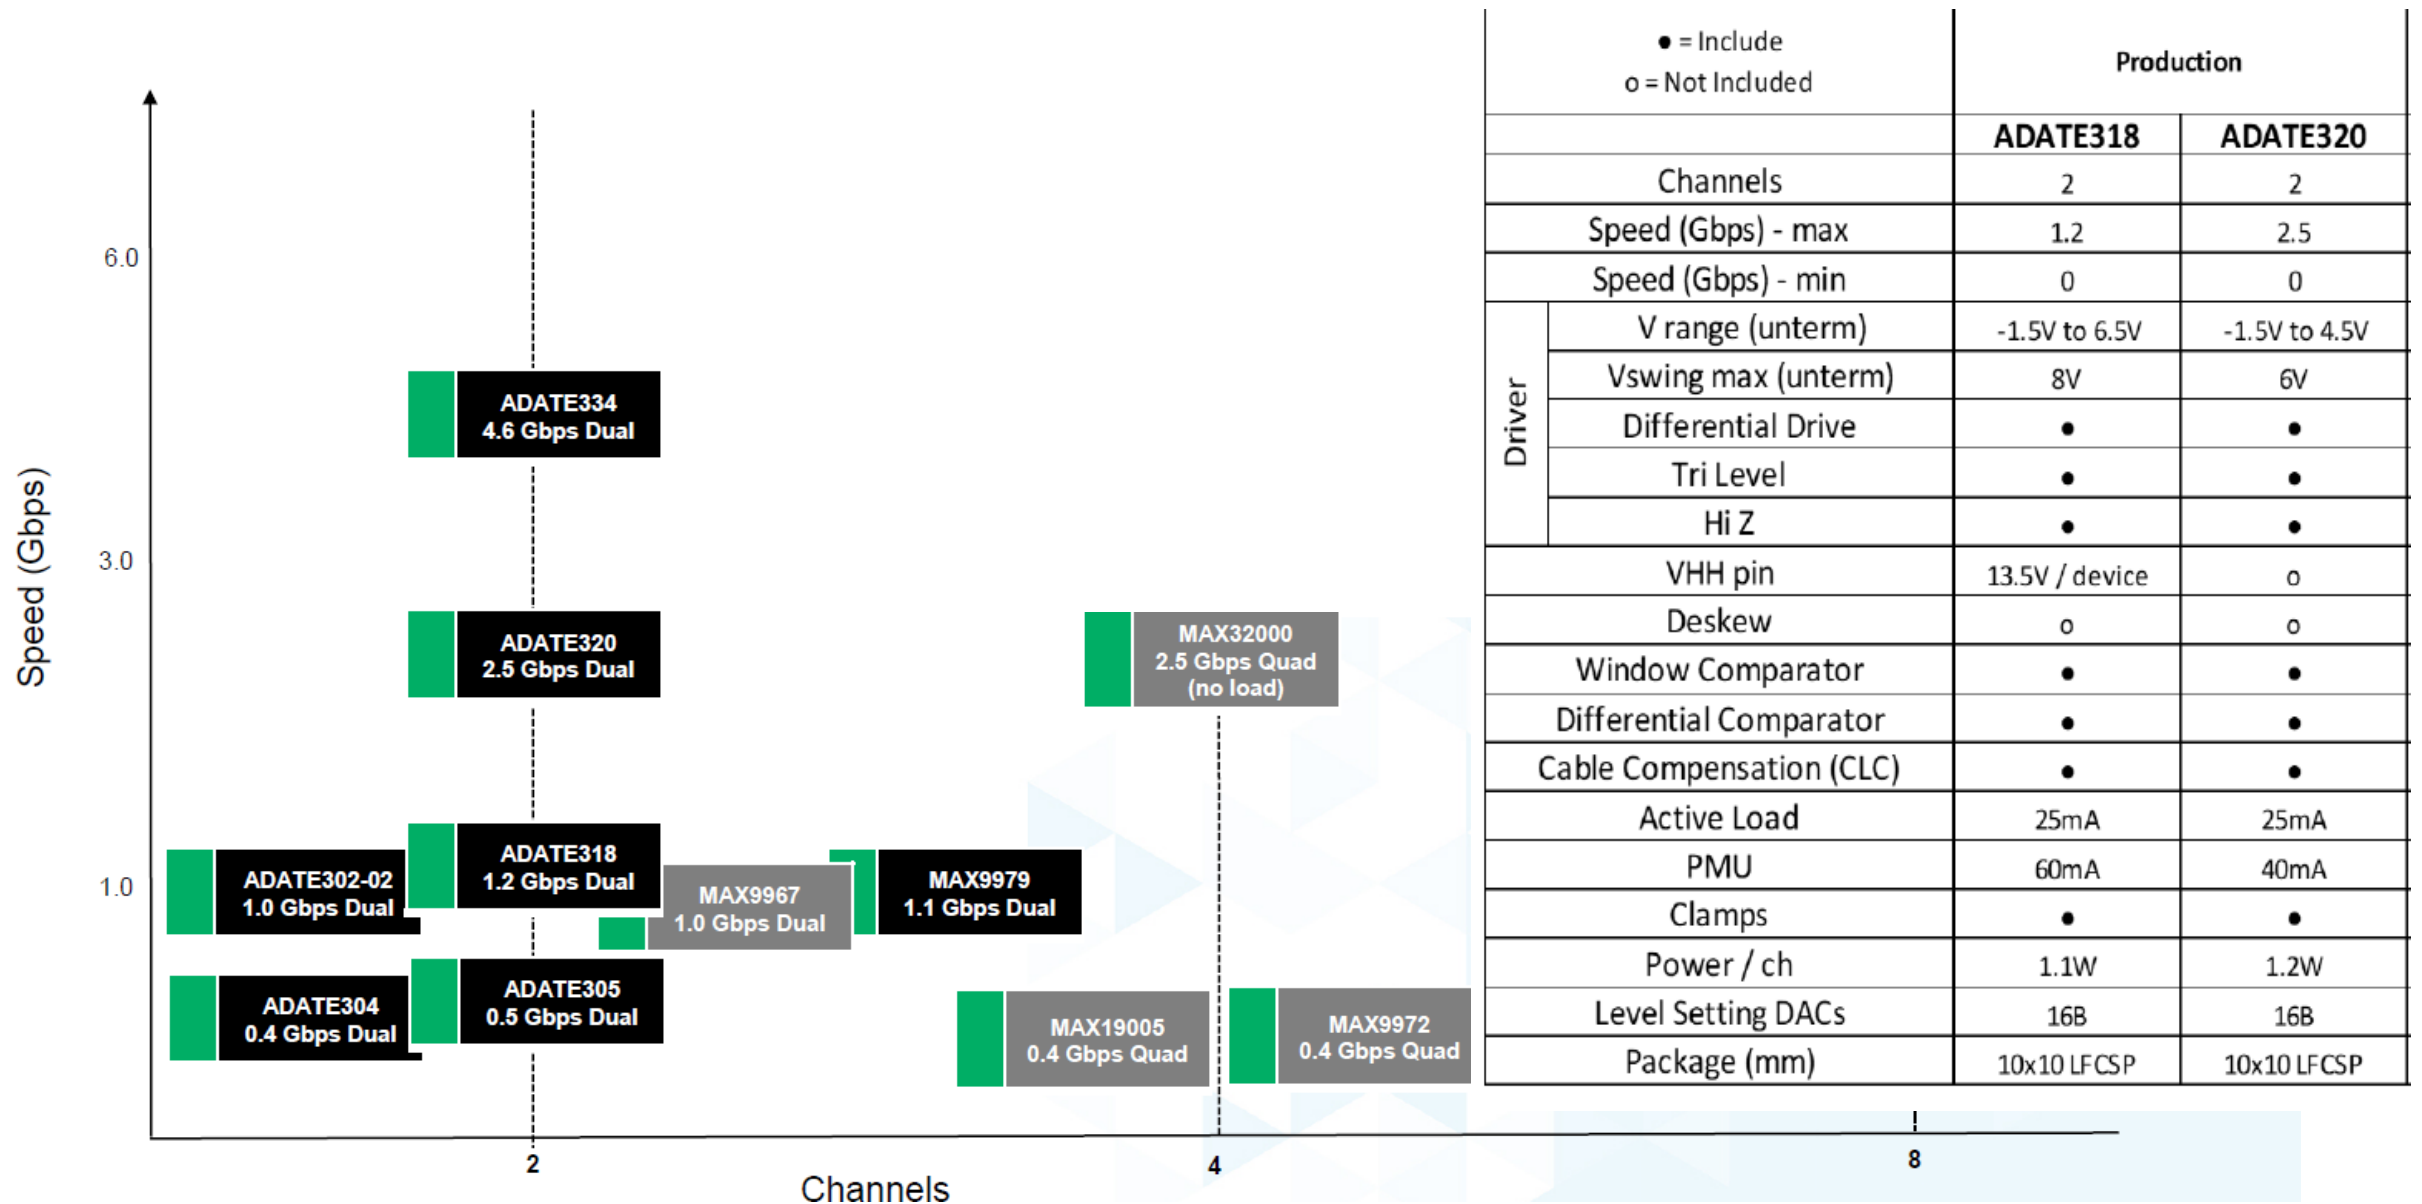 Speed (Gbps)
6.0
3.0
1.0
ADATE334
4.6 Gbps Dual
ADATE320
2.5 Gbps Dual
MAX32000
2.5 Gbps Quad
(no load)
ADATE302-02
1.0 Gbps Dual
ADATE318
1.2 Gbps Dual
MAX9967
1.0 Gbps Dual
MAX9979
1.1 Gbps Dual
ADATE304
0.4 Gbps Dual
ADATE305
0.5 Gbps Dual
MAX19005
0.4 Gbps Quad
MAX9972
0.4 Gbps Quad
2
4
8
Channels
● = Include
o = Not Included
Production
ADATE318 ADATE320
Channels 2 2
Speed (Gbps) - max 1.2 2.5
Speed (Gbps) - min 0 0
Driver
V range (unterm) -1.5V to 6.5V -1.5V to 4.5V
Vswing max (unterm) 8V 6V
Differential Drive ● ●
Tri Level ● ●
Hi Z ● ●
VHH pin 13.5V / device o
Deskew o o
Window Comparator ● ●
Differential Comparator ● ●
Cable Compensation (CLC) ● ●
Active Load 25mA 25mA
PMU 60mA 40mA
Clamps ● ●
Power / ch 1.1W 1.2W
Level Setting DACs 16B 16B
Package (mm) 10x10 LFCSP 10x10 LFCSP